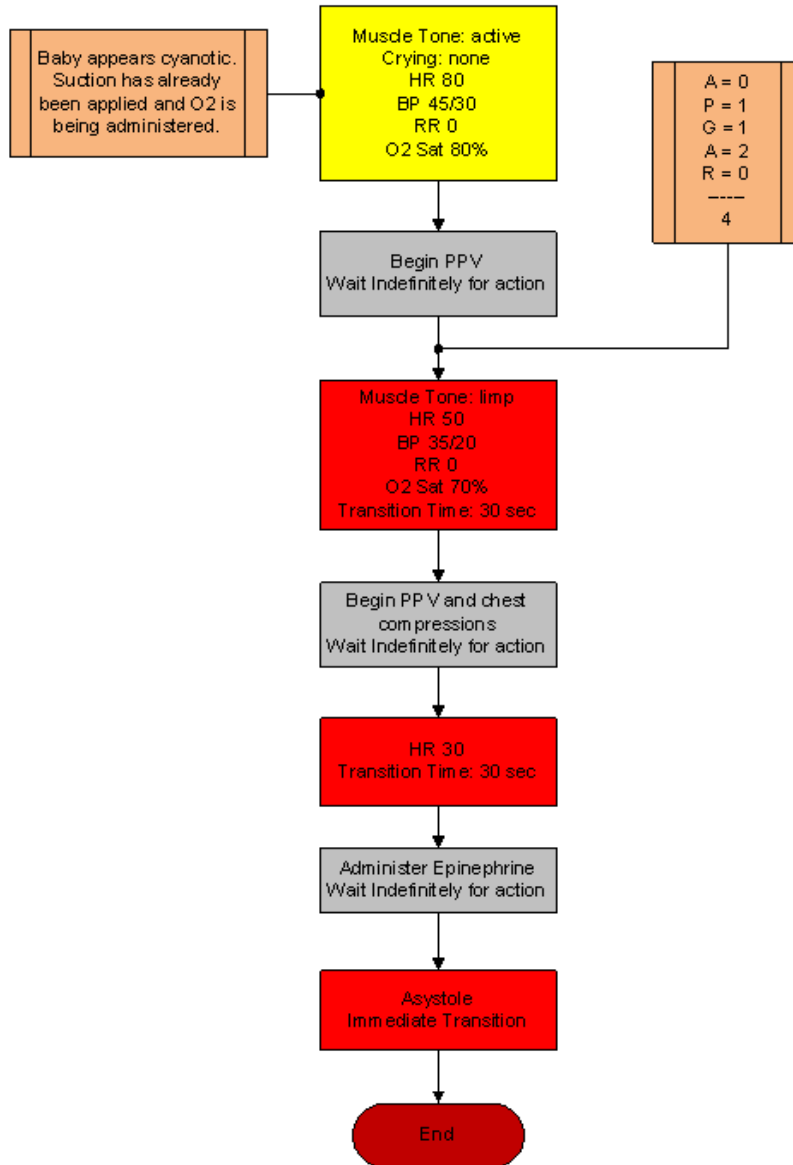 Baby appears cyanotic.
Suction has already
been applied and O2 is
being administered.
Muscle Tone: active
Crying: none
HR 80
BP 45/30
RR 0
O2 Sat 80%
A = 0
P = 1
G = 1
A = 2
R = 0
-----
4
Begin PPV
Wait Indefinitely for action
Muscle Tone: limp
HR 50
BP 35/20
RR 0
O2 Sat 70%
Transition Time: 30 sec
Begin PPV and chest
compressions
Wait Indefinitely for action
HR 30
Transition Time: 30 sec
Administer Epinephrine
Wait Indefinitely for action
Asystole
Immediate Transition
End